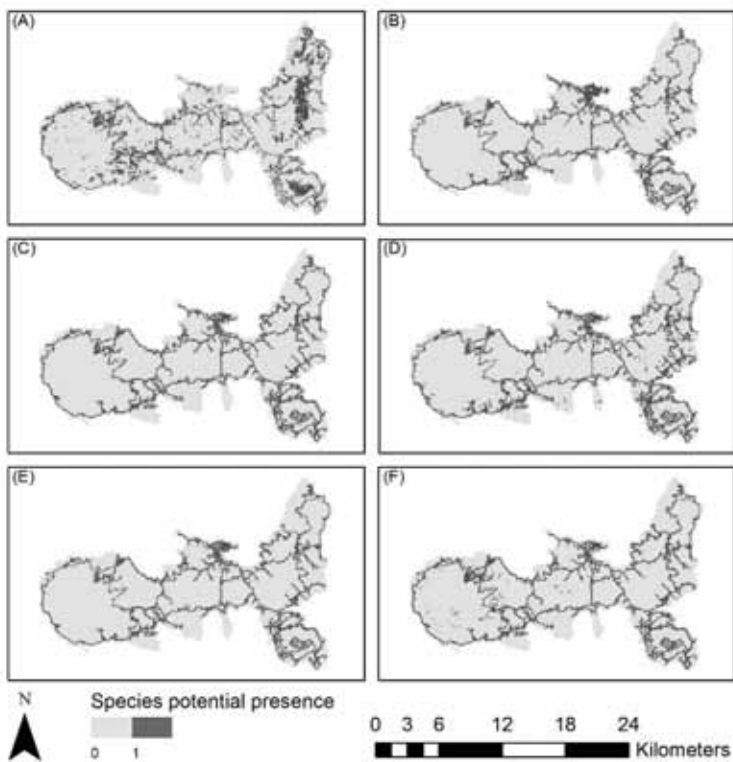 (A)
(B)
(C)
(D)
(E)
(F)
N
Species potential presence
0 1
0 3 6 12 18 24
Kilometers